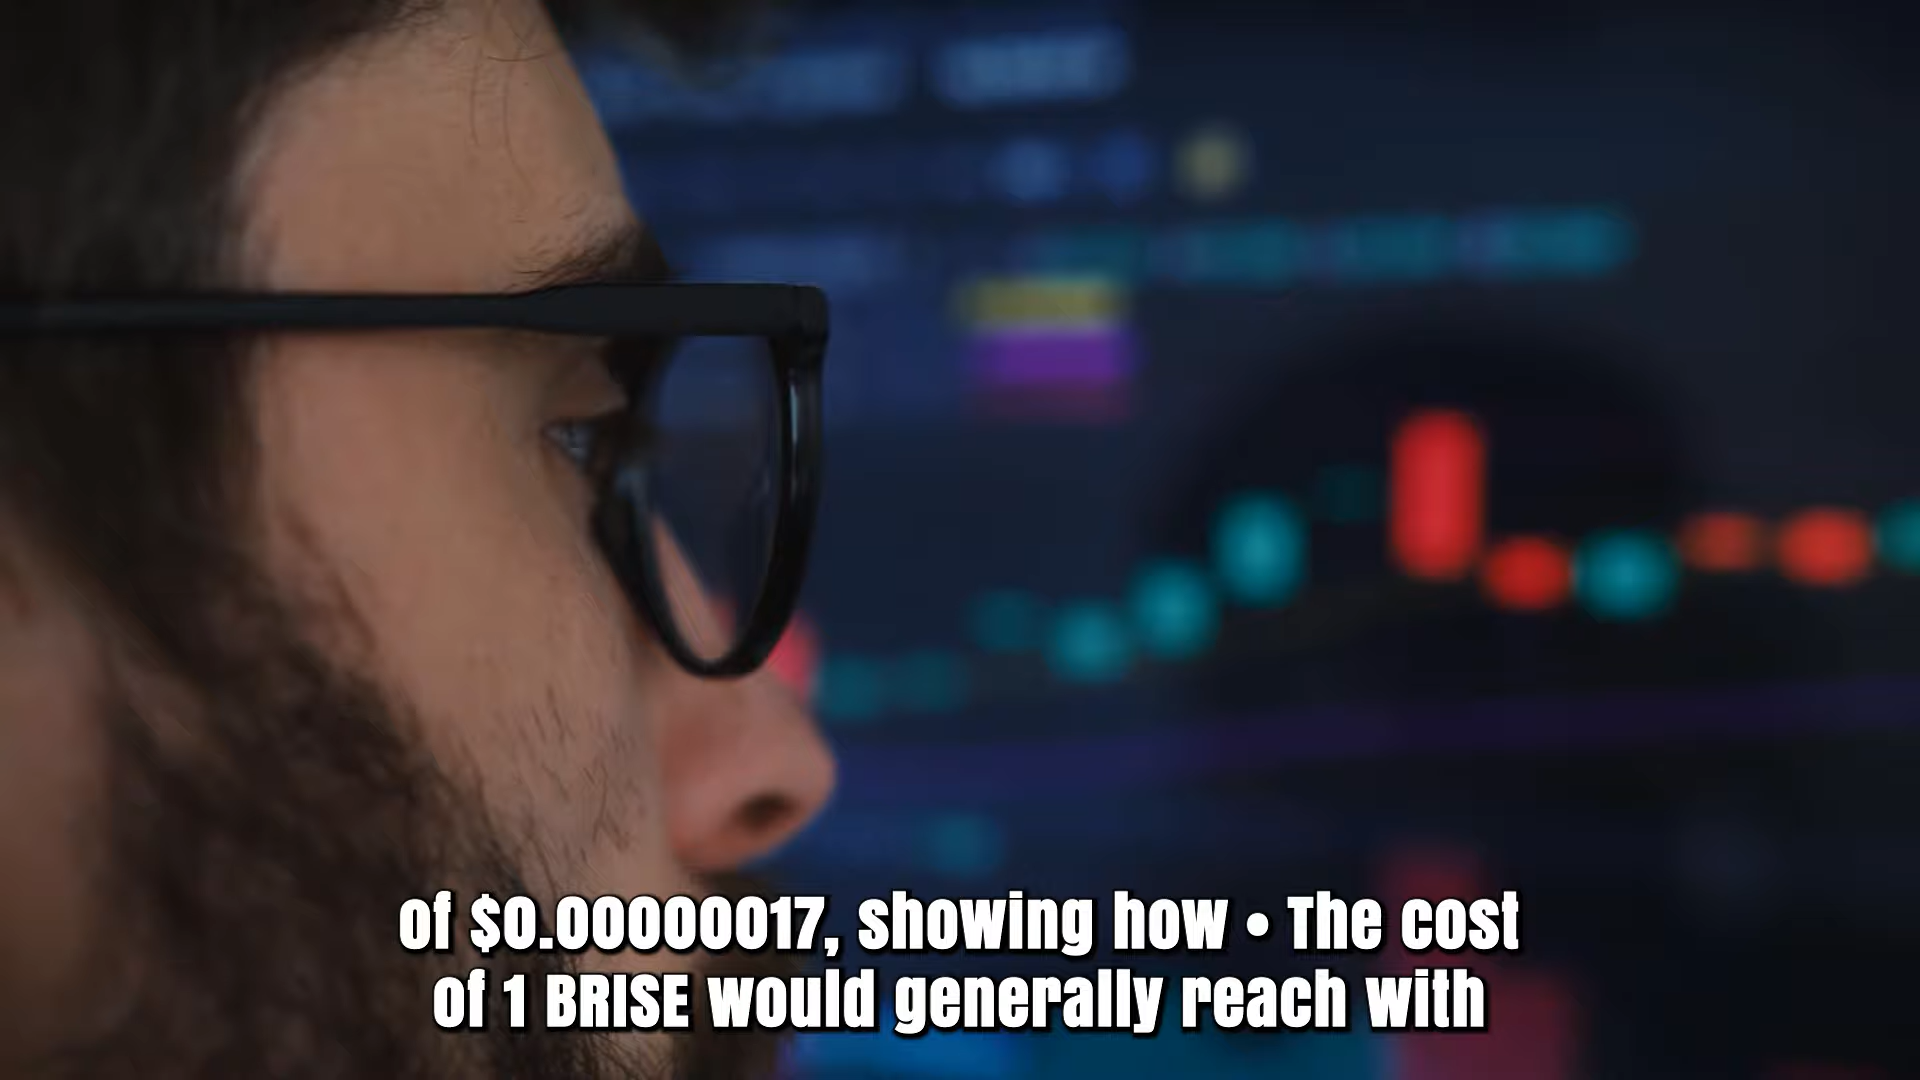 of $0.00000017, showing how • The cost
of 1 BRISE would generally reach with